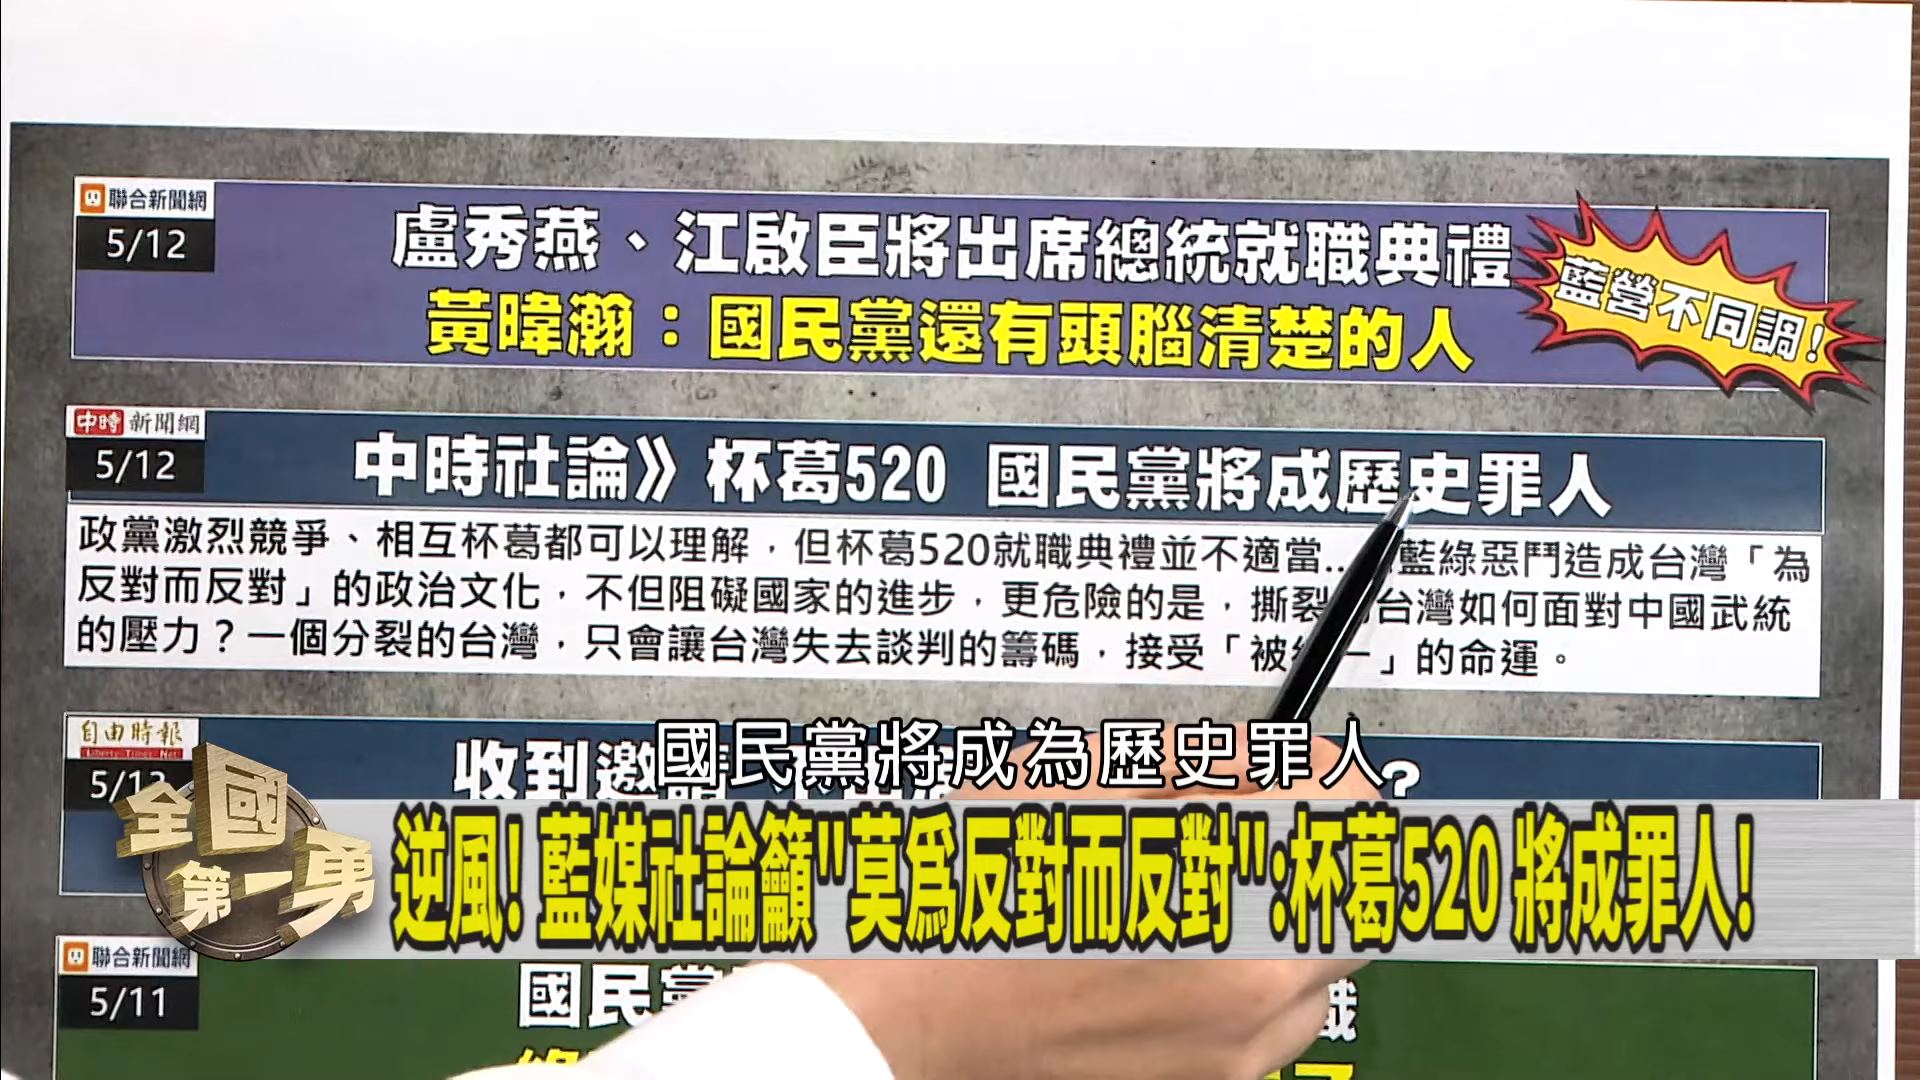 聯合新聞網
5/12
盧秀燕、江啟臣將出席總統就職典禮
黃暐瀚：國民黨還有頭腦清楚的人
藍營不同調！
中時 新聞網
5/12
中時社論》杯葛520 國民黨將成歷史罪人
政黨激烈競爭、相互杯葛都可以理解，但杯葛520就職典禮並不適當… 藍綠惡鬥造成台灣「為
反對而反對」的政治文化，不但阻礙國家的進步，更危險的是，撕裂 台灣如何面對中國武統
的壓力？一個分裂的台灣，只會讓台灣失去談判的籌碼，接受「被 一」的命運。
自由時報
Liberty Times Net
收到邀請 ?
國民黨將成為歷史罪人
全國第一勇
逆風! 藍媒社論籲"莫為反對而反對":杯葛520 將成罪人!
聯合新聞網
5/11
國民黨